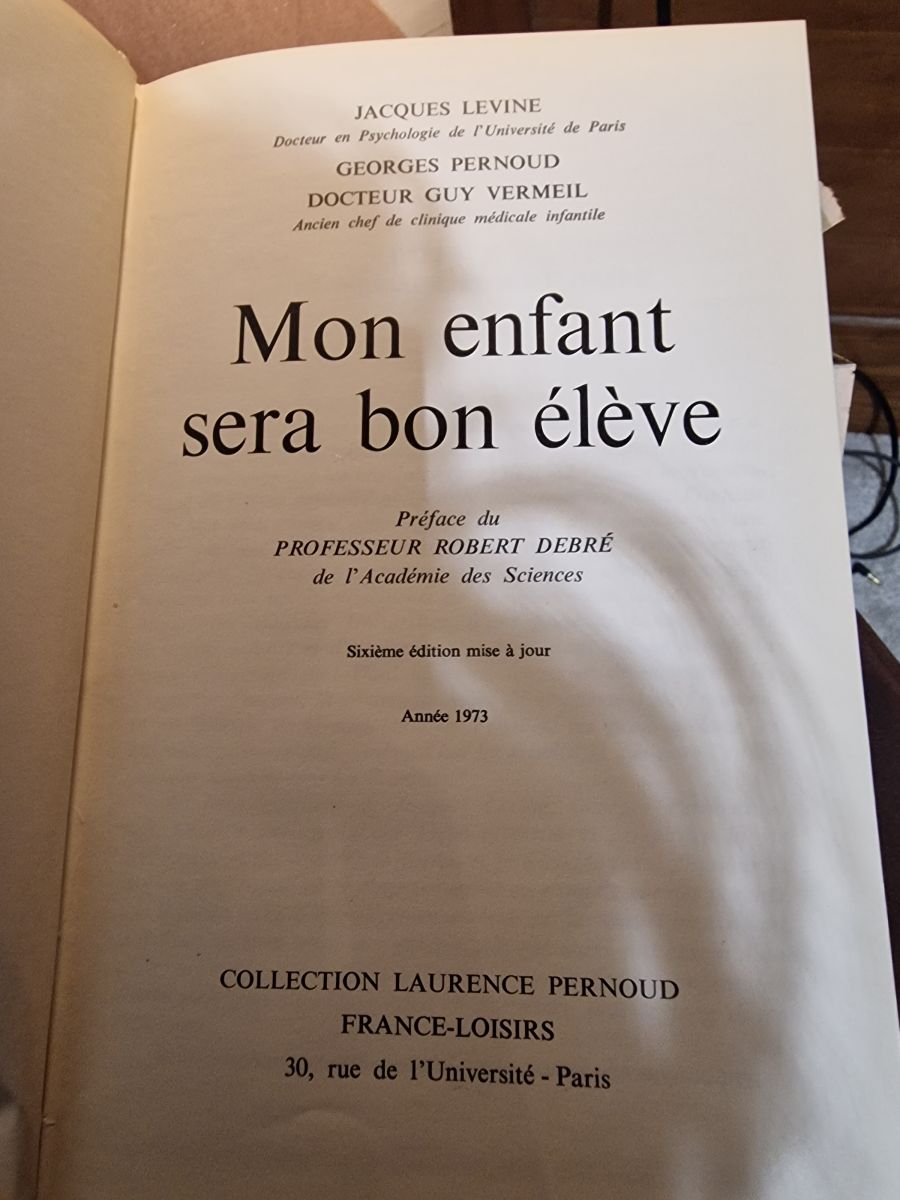 JACQUES LEVINE
Docteur en Psychologie de l'Université de Paris
GEORGES PERNOUD
DOCTEUR GUY VERMEIL
Ancien chef de clinique médicale infantile
Mon enfant
sera bon élève
Préface du
PROFESSEUR ROBERT DEBRÉ
de l'Académie des Sciences
Sixième édition mise à jour
Année 1973
COLLECTION LAURENCE PERNOUD
FRANCE-LOISIRS
30, rue de l'Université - Paris